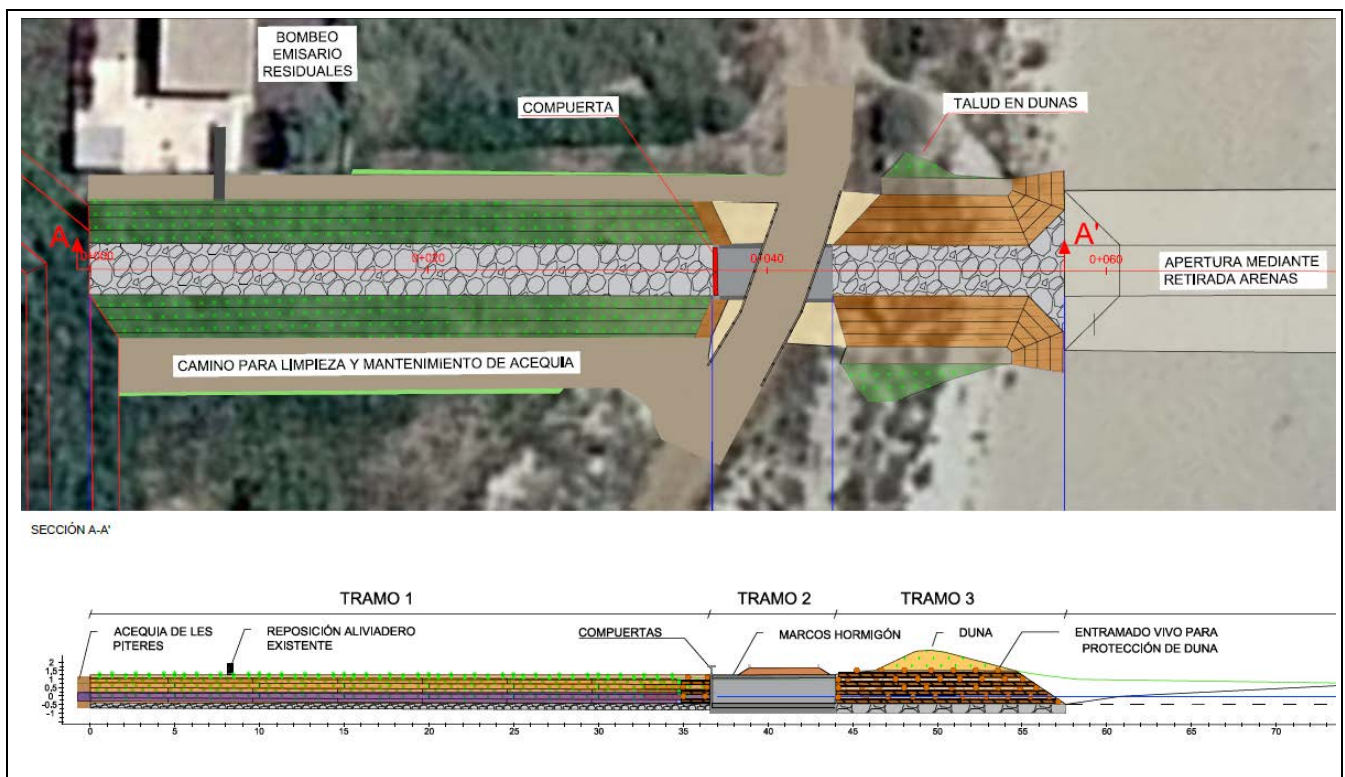 BOMBEO
EMISARIO
RESIDUALES
COMPUERTA
TALUD EN DUNAS
A
A'
0+000
0+020
0+040
0+060
APERTURA MEDIANTE
RETIRADA ARENAS
CAMINO PARA LIMPIEZA Y MANTENIMIENTO DE ACEQUIA
SECCIÓN A-A'
TRAMO 1
TRAMO 2
TRAMO 3
ACEQUIA DE LES
PITERES
REPOSICIÓN ALIVIADERO
EXISTENTE
COMPUERTAS
MARCOS HORMIGÓN
DUNA
ENTRAMADO VIVO PARA
PROTECCIÓN DE DUNA
2
1,5
1
0,5
0
-0.5
-1
0 5 10 15 20 25 30 35 40 45 50 55 60 65 70